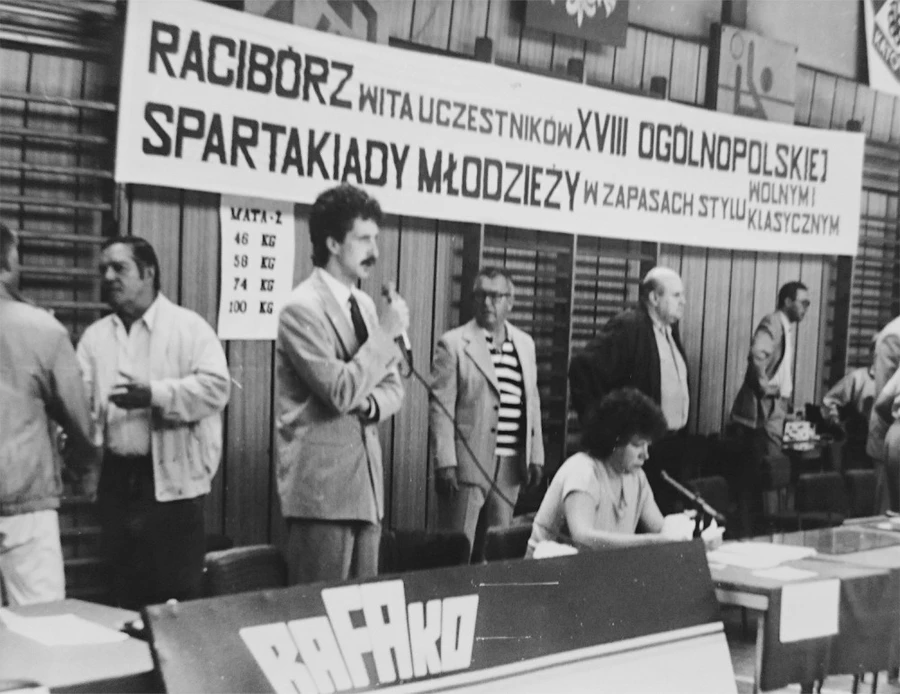 RACIBÓRZ WITA UCZESTNIKÓW XVIII OGÓLNOPOLSKIEJ
SPARTAKIADY MŁODZIEŻY W ZAPASACH STYLU WOLNYM I
KLASYCZNYM
MATA-2
46 KG
58 KG
74 KG
100 KG
RAFAKO